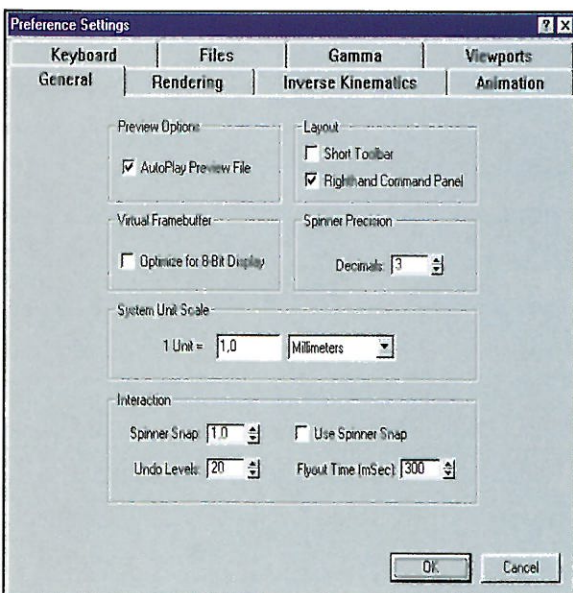 Preference Settings
Keyboard Files Gamma Viewports
General Rendering Inverse Kinematics Animation
Preview Options
AutoPlay Preview File
Layout
Short Toolbar
Righthand Command Panel
Virtual Framebuffer
Optimize for 8-Bit Display
Spinner Precision
Decimals: 3
System Unit Scale
1 Unit = 1,0 Millimeters
Interaction
Spinner Snap: 1,0 Use Spinner Snap
Undo Levels: 20 Flyout Time (mSec): 300
OK Cancel